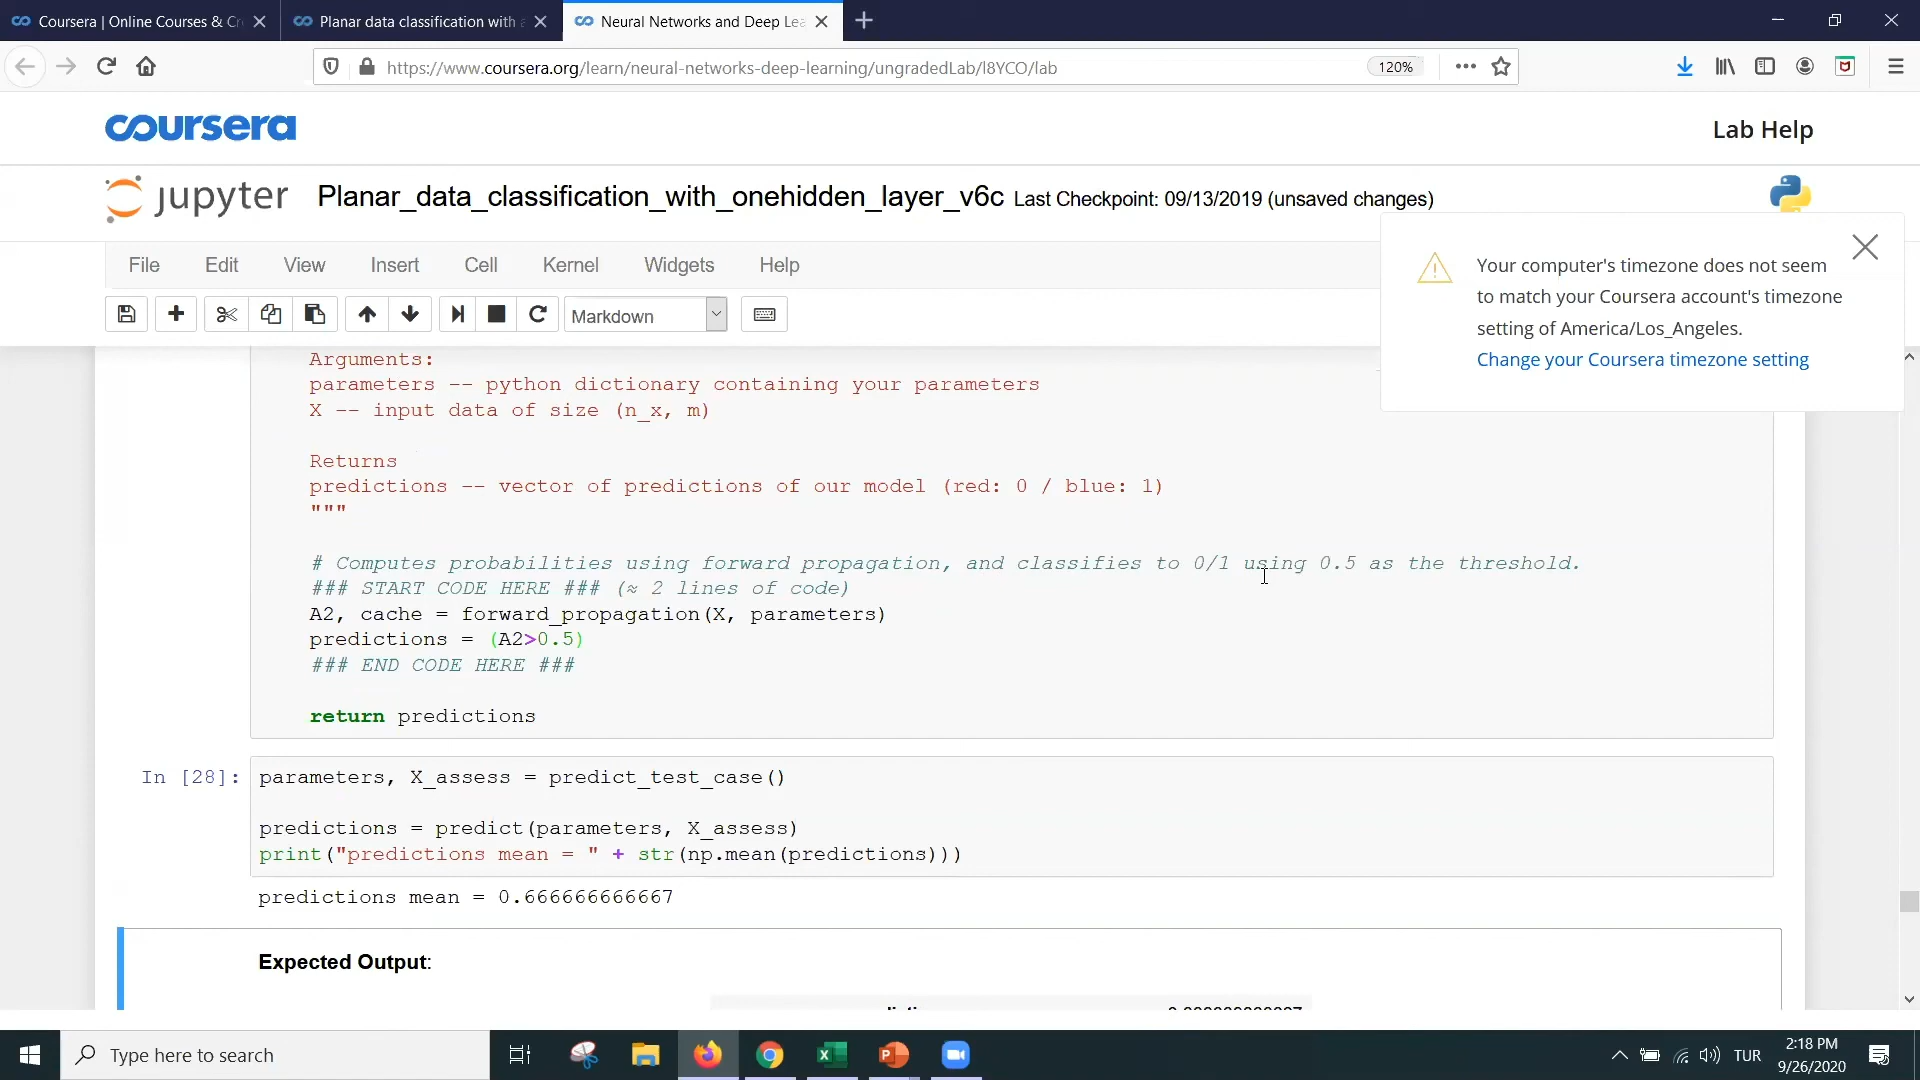 Coursera | Online Courses & Cr
Planar data classification with a
Neural Networks and Deep Lea
https://www.coursera.org/learn/neural-networks-deep-learning/ungradedLab/l8YCO/lab
120%
coursera
Lab Help
jupyter
Planar_data_classification_with_onehidden_layer_v6c Last Checkpoint: 09/13/2019 (unsaved changes)
File Edit View Insert Cell Kernel Widgets Help
Markdown
Your computer's timezone does not seem
to match your Coursera account's timezone
setting of America/Los_Angeles.
Change your Coursera timezone setting
Arguments:
parameters -- python dictionary containing your parameters
X -- input data of size (n_x, m)
Returns
predictions -- vector of predictions of our model (red: 0 / blue: 1)
"""
# Computes probabilities using forward propagation, and classifies to 0/1 using 0.5 as the threshold.
### START CODE HERE ### (≈ 2 lines of code)
A2, cache = forward_propagation(X, parameters)
predictions = (A2>0.5)
### END CODE HERE ###
return predictions
In [28]:
parameters, X_assess = predict_test_case()
predictions = predict(parameters, X_assess)
print("predictions mean = " + str(np.mean(predictions)))
predictions mean = 0.666666666667
Expected Output:
Type here to search
TUR
2:18 PM
9/26/2020